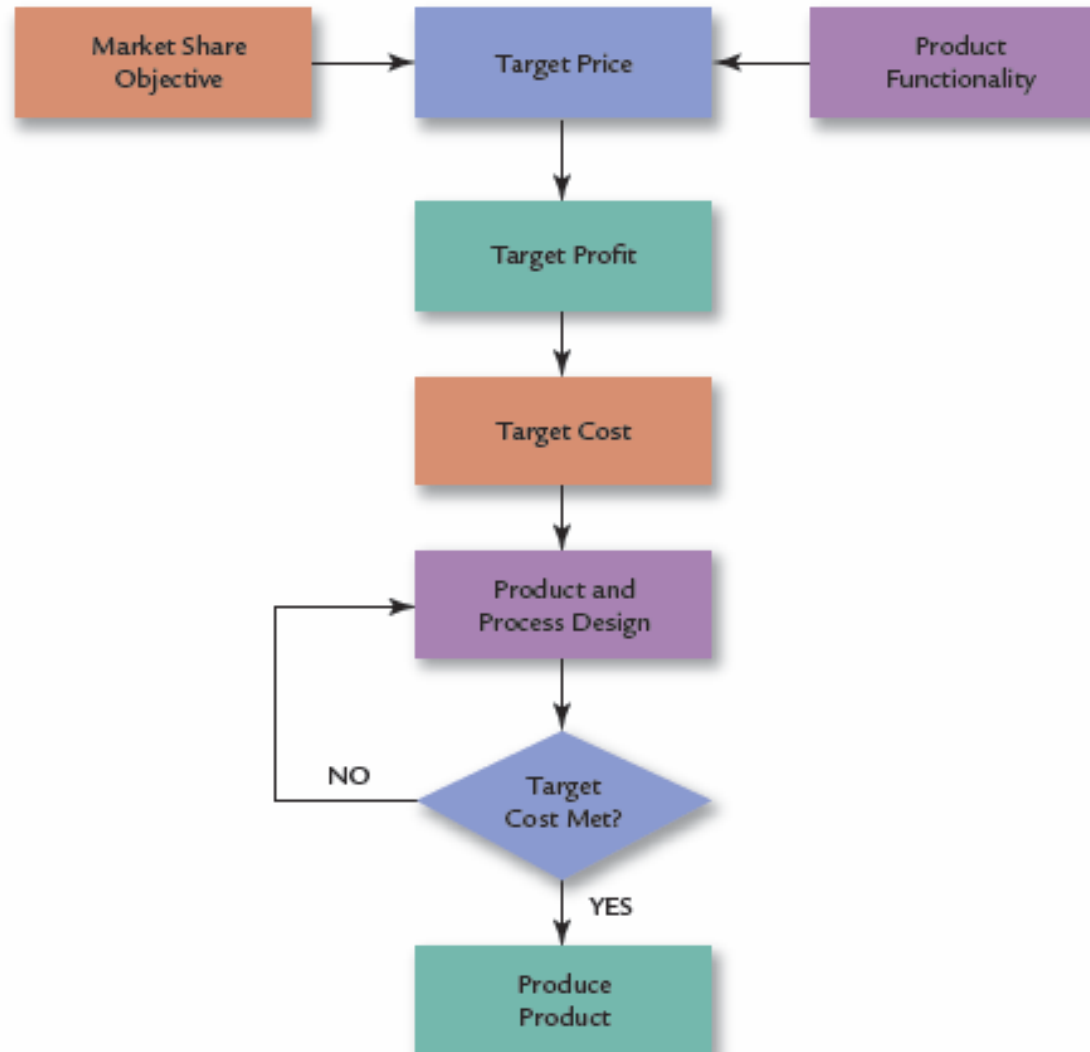 Market Share
Objective
Target Price
Product
Functionality
Target Profit
Target Cost
Product and
Process Design
NO
Target
Cost Met?
YES
Produce
Product